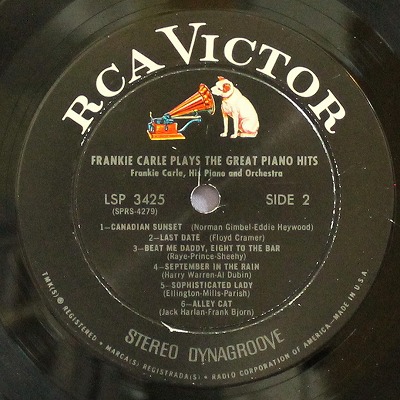 RCA VICTOR
FRANKIE CARLE PLAYS THE GREAT PIANO HITS
Frankie Carle, His Piano and Orchestra
LSP 3425 SIDE 2
(SPRS-4279)
1—CANADIAN SUNSET (Norman Gimbel-Eddie Heywood)
2—LAST DATE (Floyd Cramer)
3—BEAT ME DADDY, EIGHT TO THE BAR
(Raye-Prince-Sheehy)
4—SEPTEMBER IN THE RAIN
(Harry Warren-Al Dubin)
5—SOPHISTICATED LADY
(Ellington-Mills-Parish)
6—ALLEY CAT
(Jack Harlan-Frank Bjorn)
STEREO DYNAGROOVE
TMK(S) ® REGISTERED • MARCA(S) REGISTRADA(S) • RADIO CORPORATION OF AMERICA—MADE IN U.S.A.